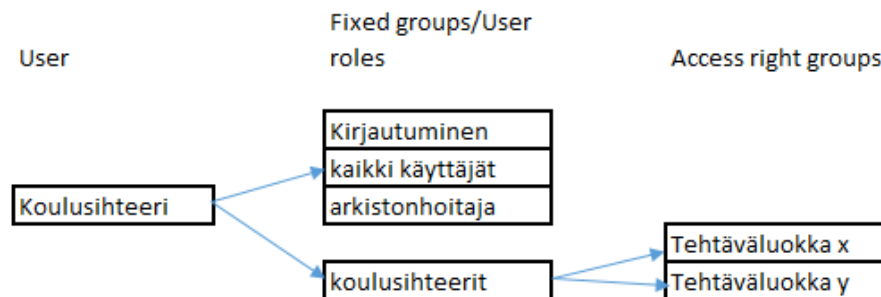 Fixed groups/User
User
roles
Access right groups
Kirjautuminen
kaikki käyttäjät
Koulusihteeri
arkistonhoitaja
Tehtäväluokka x
koulusihteerit
Tehtäväluokka y